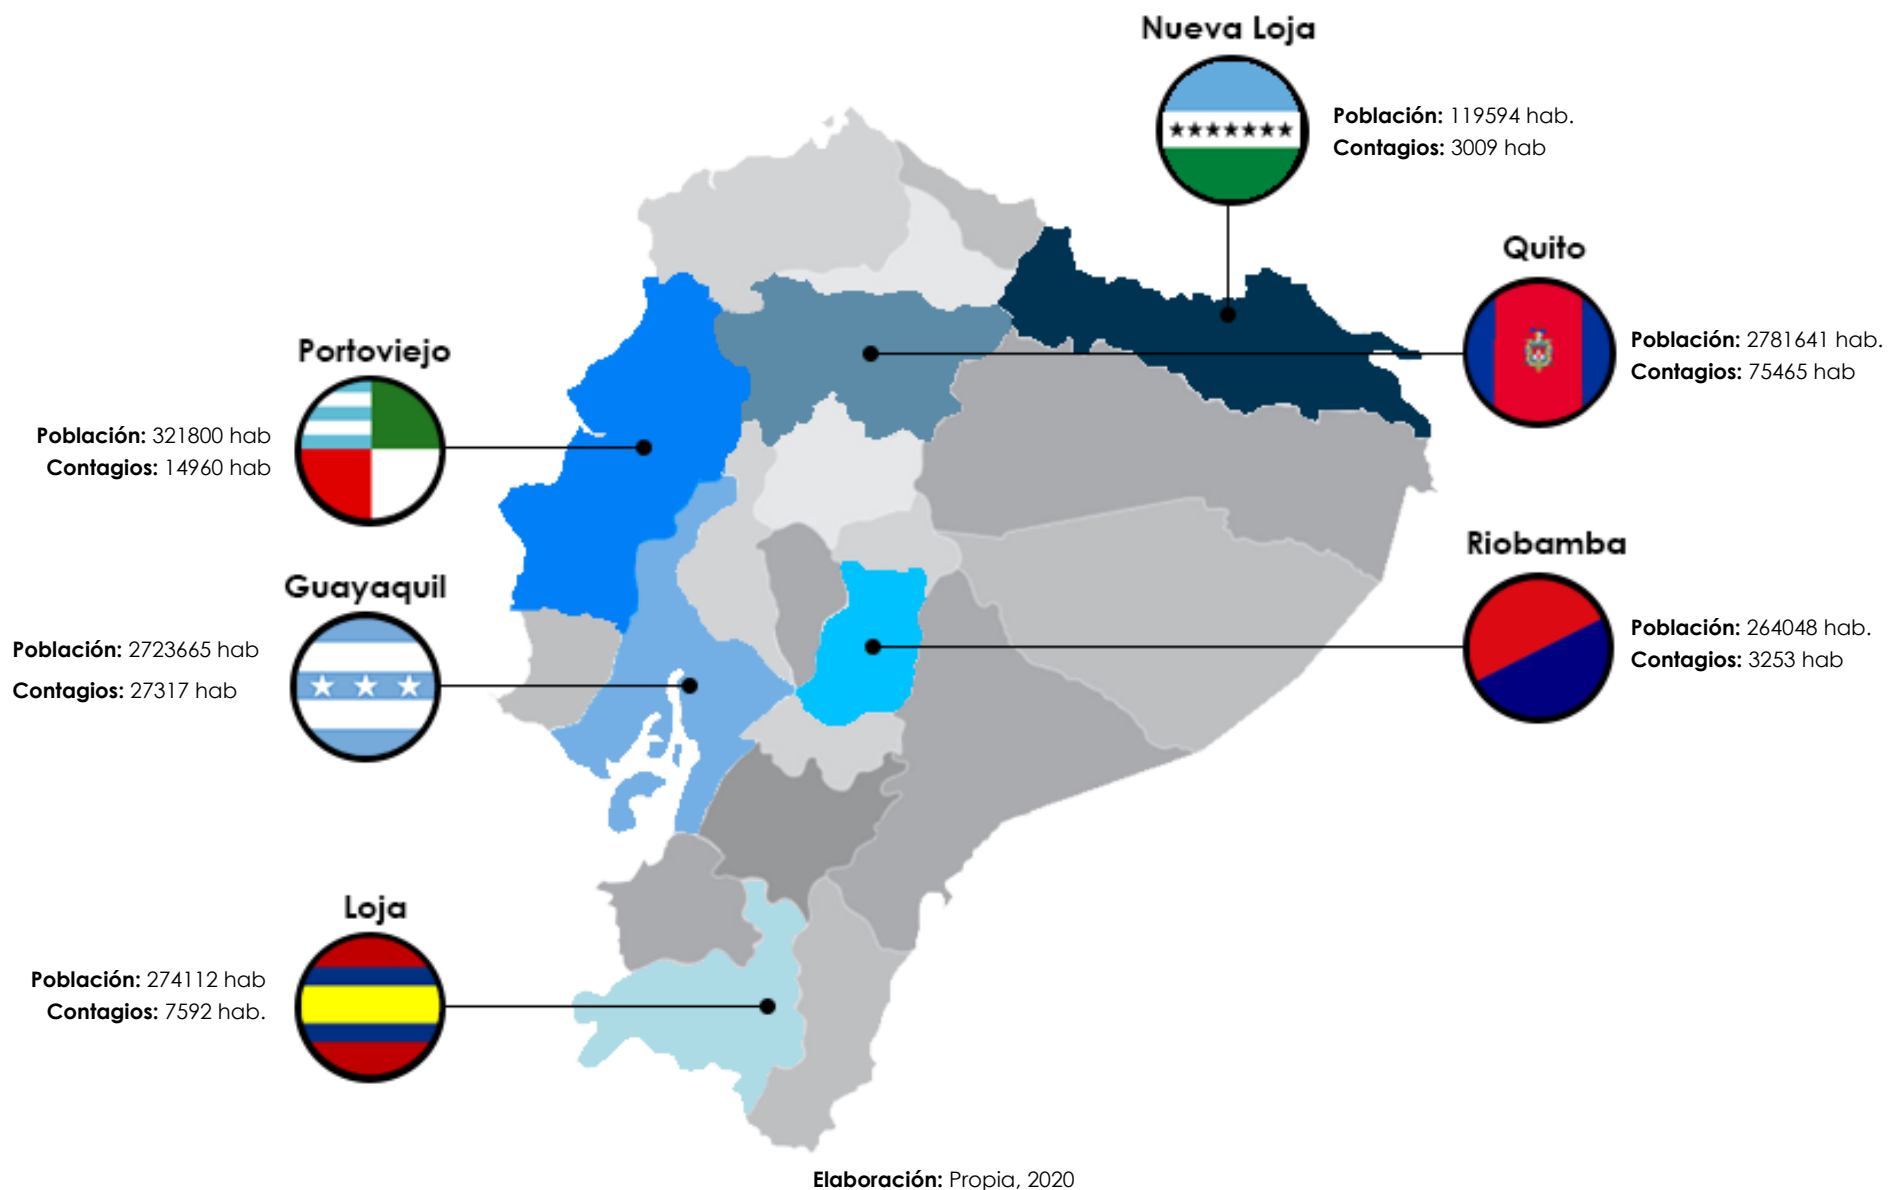 Nueva Loja
Población: 119594 hab.
Contagios: 3009 hab
Quito
Población: 2781641 hab.
Contagios: 75465 hab
Portoviejo
Población: 321800 hab
Contagios: 14960 hab
Riobamba
Población: 264048 hab.
Contagios: 3253 hab
Guayaquil
Población: 2723665 hab
Contagios: 27317 hab
Loja
Población: 274112 hab
Contagios: 7592 hab.
Elaboración: Propia, 2020